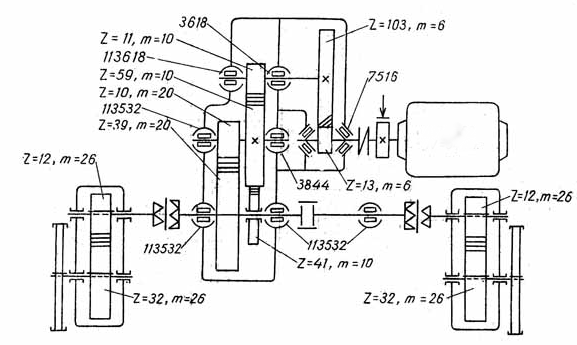 3618
Z=11, m=10
Z=103, m=6
113618
Z=59, m=10
Z=10, m=20
7516
113532
Z=39, m=20
Z=12, m=26
3844
Z=13, m=6
Z=12, m=26
113532
113532
Z=41, m=10
Z=32, m=26
Z=32, m=26